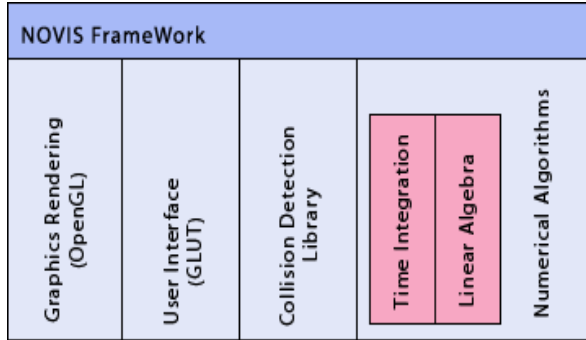 NOVIS FrameWork
Graphics Rendering
(OpenGL)
User Interface
(GLUT)
Collision Detection
Library
Time Integration
Linear Algebra
Numerical Algorithms